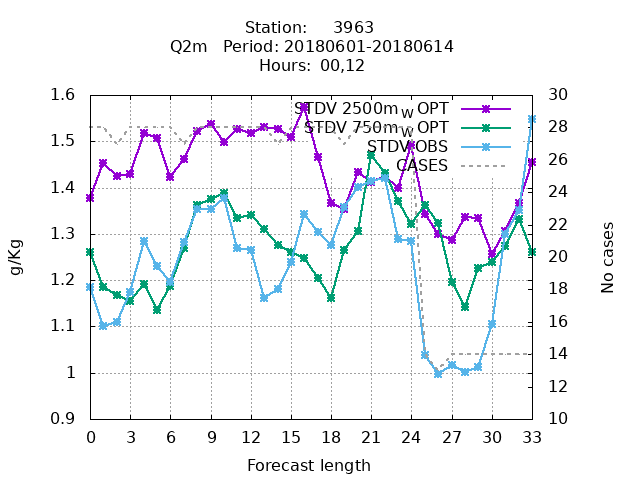 Station: 3963
Q2m Period: 20180601-20180614
Hours: 00,12
STDV 2500m_W OPT
STDV 750m_W OPT
STDV OBS
CASES
g/Kg
1.6
1.5
1.4
1.3
1.2
1.1
1
0.9
30
28
26
24
22
20
18
16
14
12
10
No cases
0 3 6 9 12 15 18 21 24 27 30 33
Forecast length